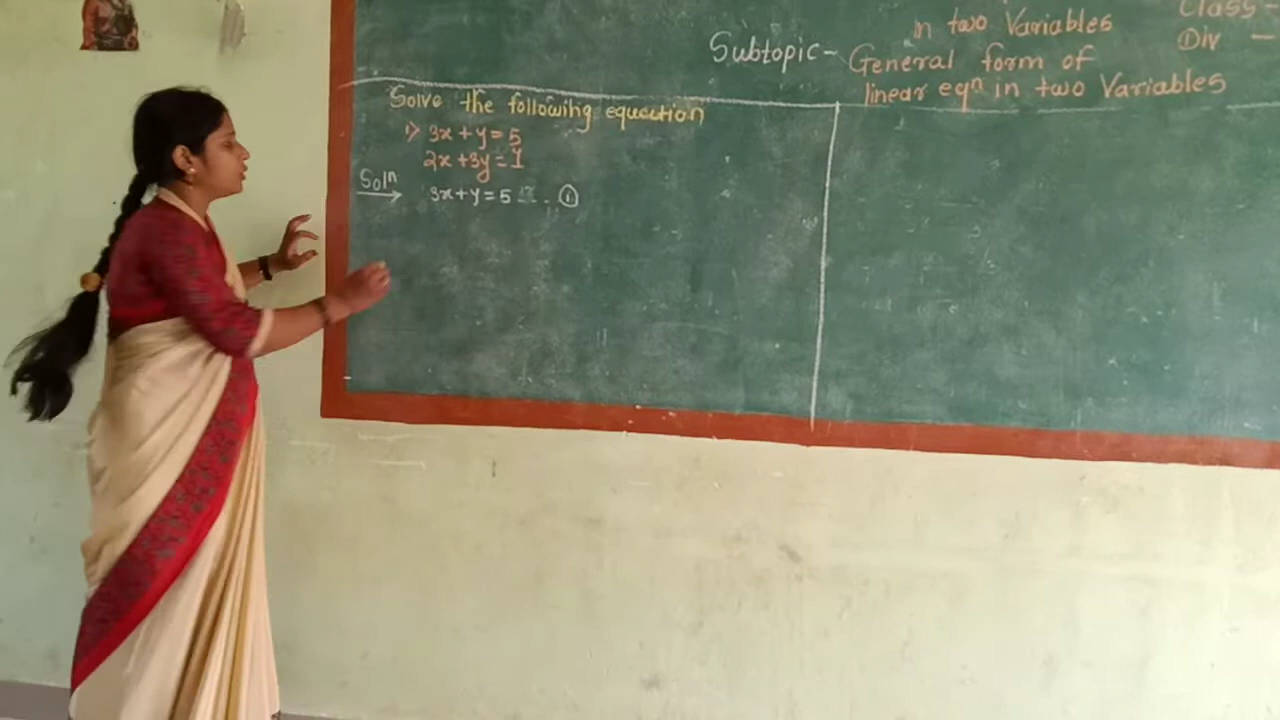 in two Variables
Class -
Subtopic - General form of
Div -
linear eqn in two Variables
Solve the following equection
1) 3x + y = 5
2x + 3y = 1
Soln
3x + y = 5 ... ①